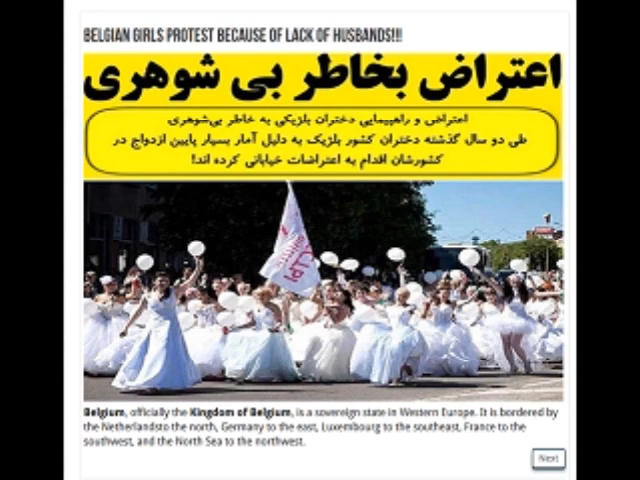 BELGIAN GIRLS PROTEST BECAUSE OF LACK OF HUSBANDS!!!
اعتراض بخاطر بی شوهری
اعتراض و راهپیمایی دختران بلژیکی به خاطر بی‌شوهری
طی دو سال گذشته دختران کشور بلژیک به دلیل آمار بسیار پایین ازدواج در
کشورشان اقدام به اعتراضات خیابانی کرده اند!
Belgium, officially the Kingdom of Belgium, is a sovereign state in Western Europe. It is bordered by
the Netherlandsto the north, Germany to the east, Luxembourg to the southeast, France to the
southwest, and the North Sea to the northwest.
Next